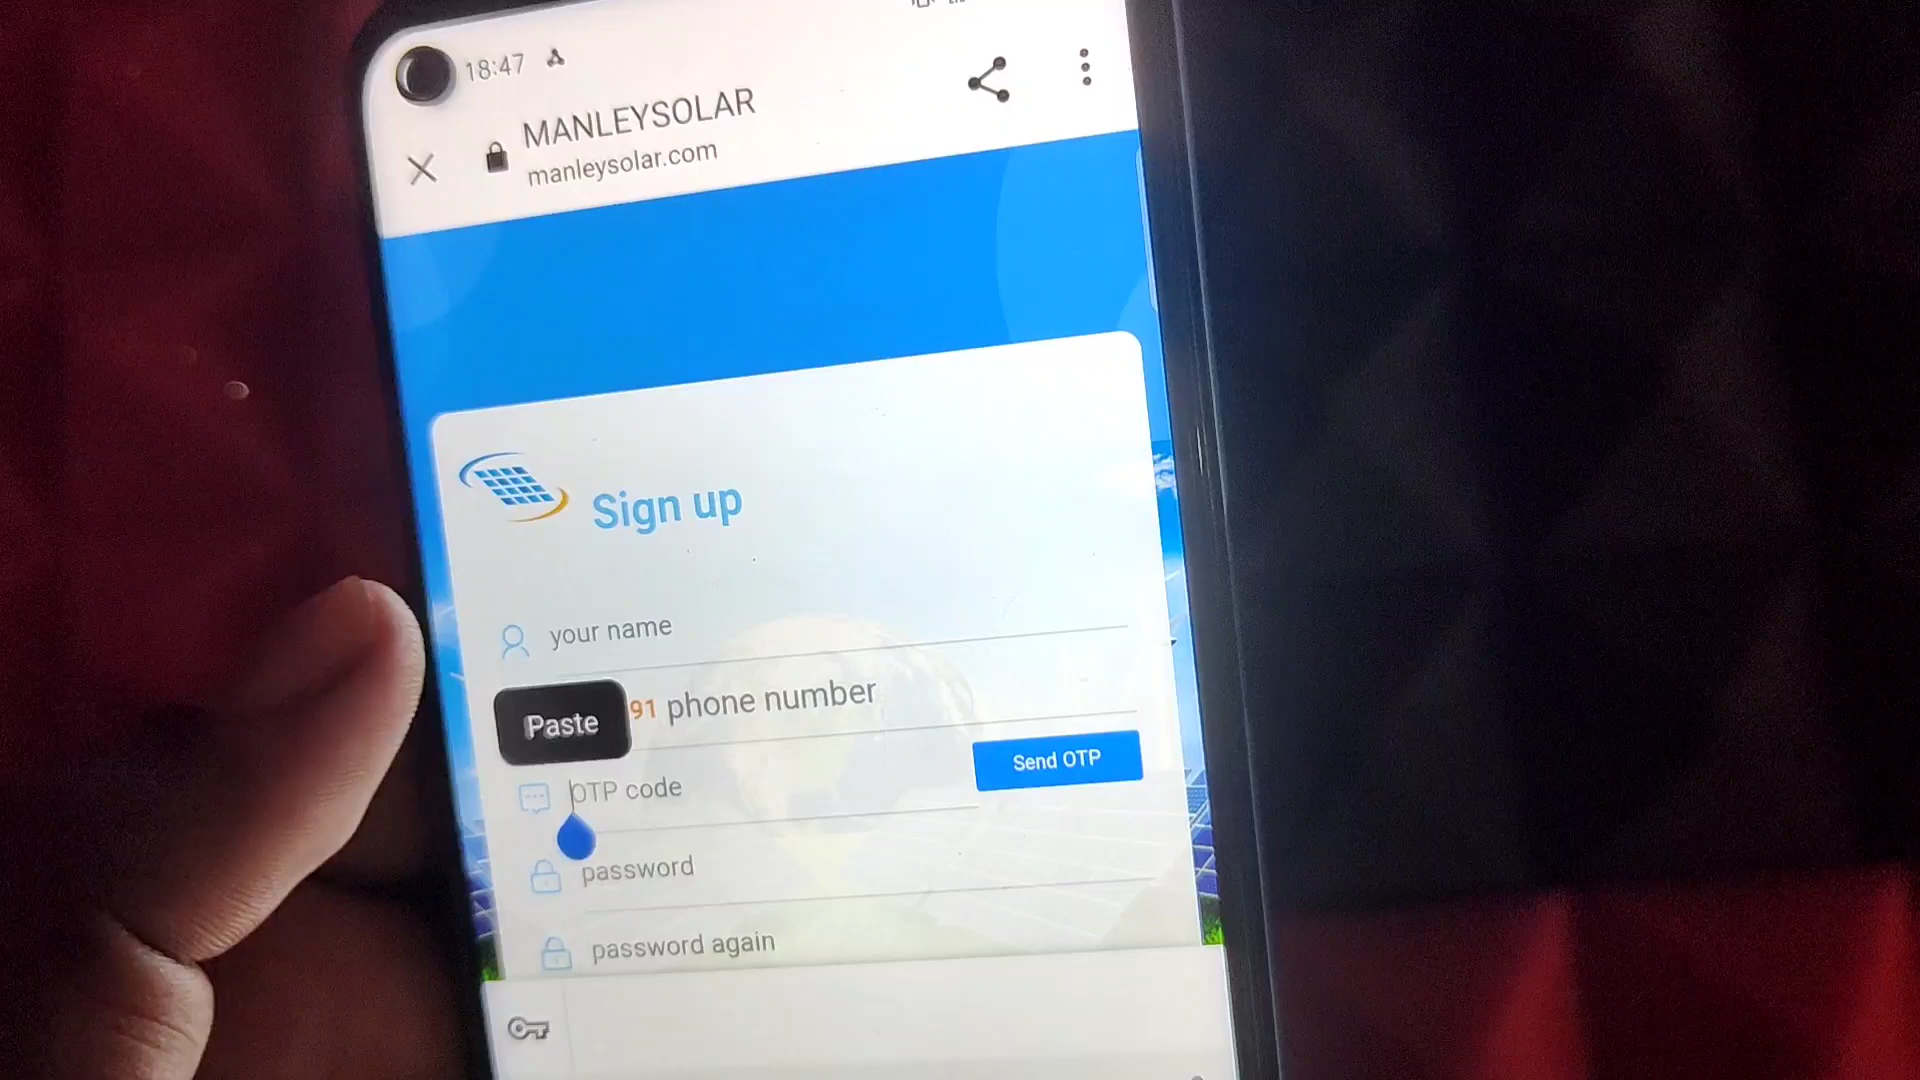 18:47
MANLEYSOLAR
manleysolar.com
Sign up
your name
91 phone number
Paste
Send OTP
OTP code
password
password again